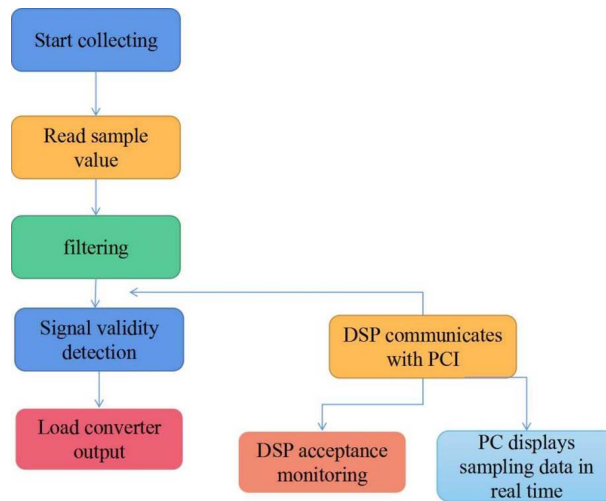 Start collecting
Read sample
value
filtering
Signal validity
detection
DSP communicates
with PCI
Load converter
output
DSP acceptance
monitoring
PC displays
sampling data in
real time